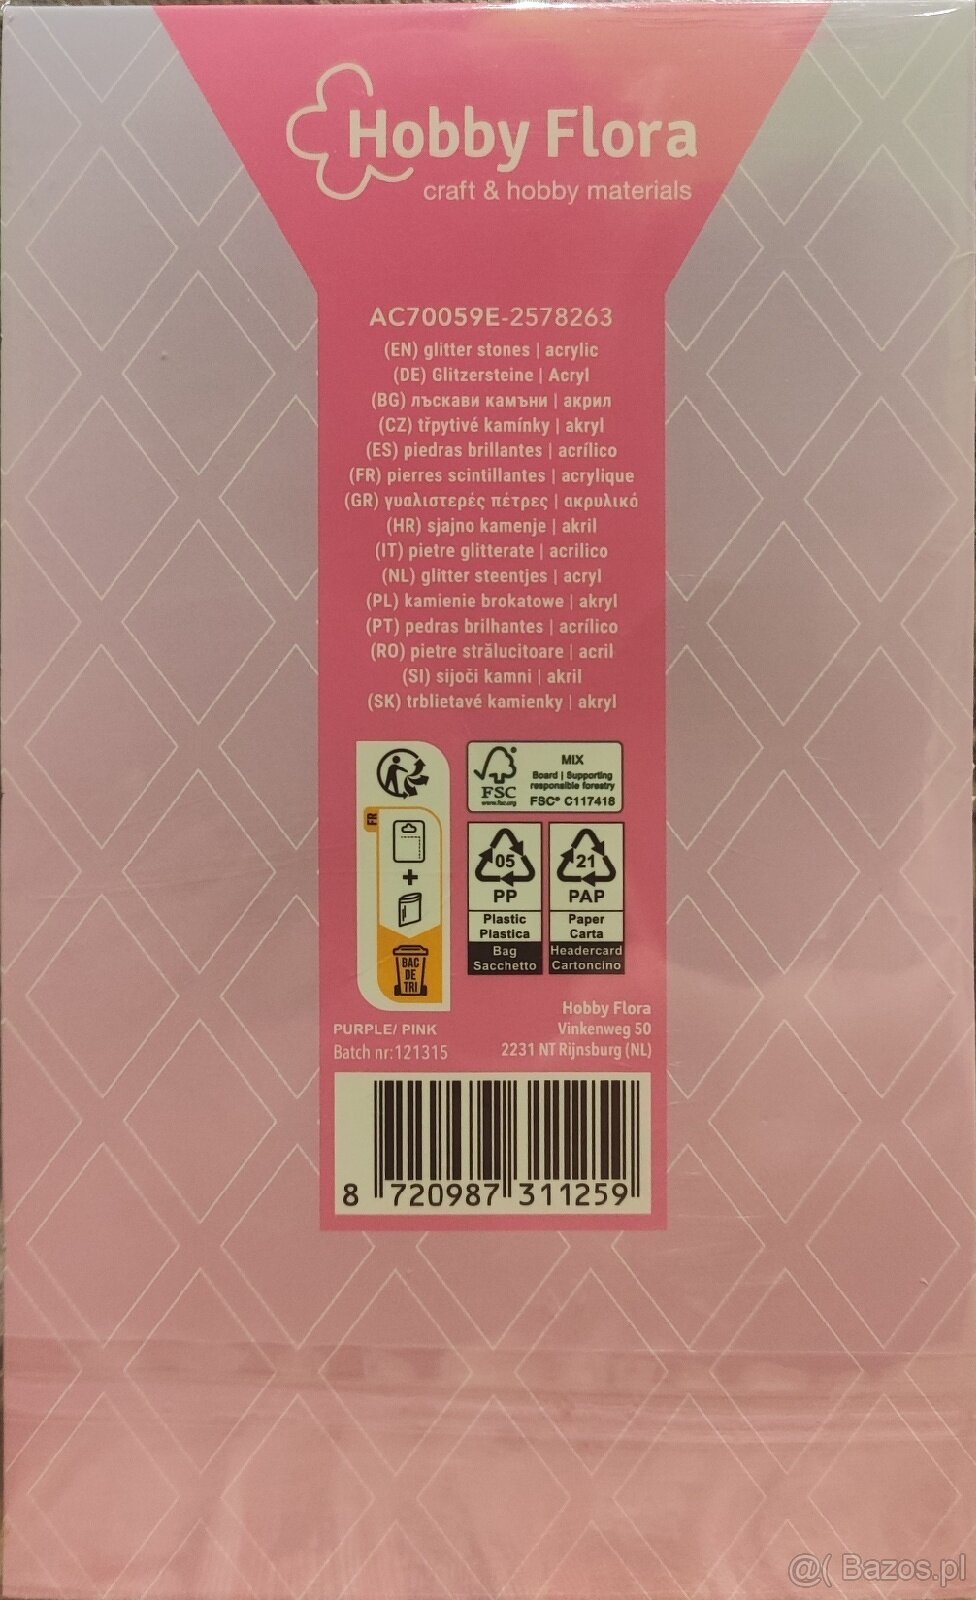 Hobby Flora
craft & hobby materials
AC70059E-2578263
(EN) glitter stones | acrylic
(DE) Glitzersteine | Acryl
(BG) лъскави камъни | акрил
(CZ) třpytivé kamínky | akryl
(ES) piedras brillantes | acrílico
(FR) pierres scintillantes | acrylique
(GR) γυαλιστερές πέτρες | ακρυλικό
(HR) sjajno kamenje | akril
(IT) pietre glitterate | acrilico
(NL) glitter steentjes | acryl
(PL) kamienie brokatowe | akryl
(PT) pedras brilhantes | acrílico
(RO) pietre strălucitoare | acril
(SI) sijoči kamni | akril
(SK) trblietavé kamienky | akryl
FR
+
BAC
DE
TRI
FSC
www.fsc.org
MIX
Board | Supporting
responsible forestry
FSC® C117418
05
PP
Plastic
Plastica
Bag
Sacchetto
21
PAP
Paper
Carta
Headercard
Cartoncino
PURPLE/ PINK
Batch nr:121315
Hobby Flora
Vinkenweg 50
2231 NT Rijnsburg (NL)
8 720987 311259
@( Bazos.pl